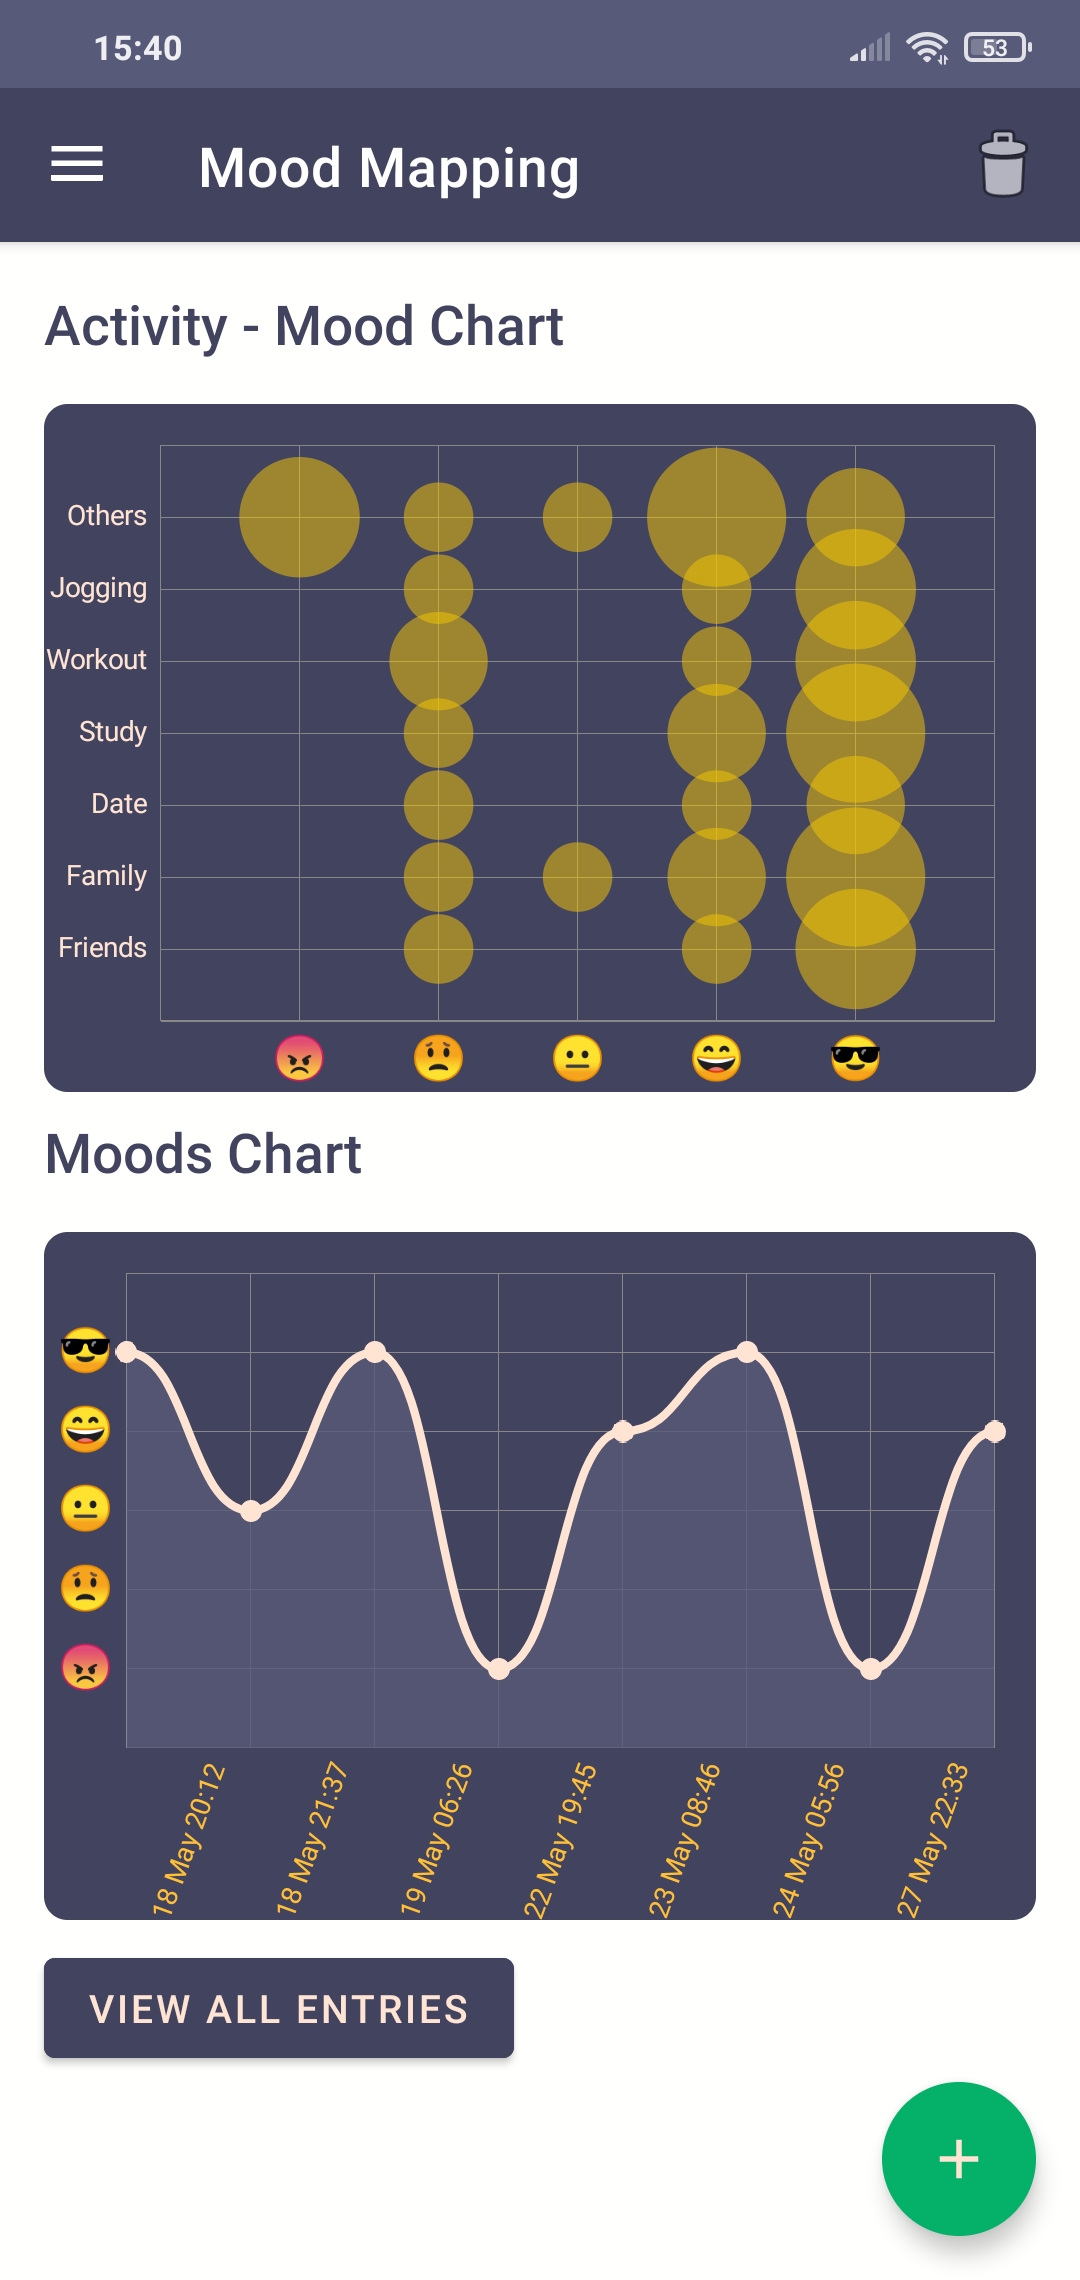 15:40
53
Mood Mapping
Activity - Mood Chart
Others
Jogging
Workout
Study
Date
Family
Friends
Moods Chart
18 May 20:12
18 May 21:37
19 May 06:26
22 May 19:45
23 May 08:46
24 May 05:56
27 May 22:33
VIEW ALL ENTRIES